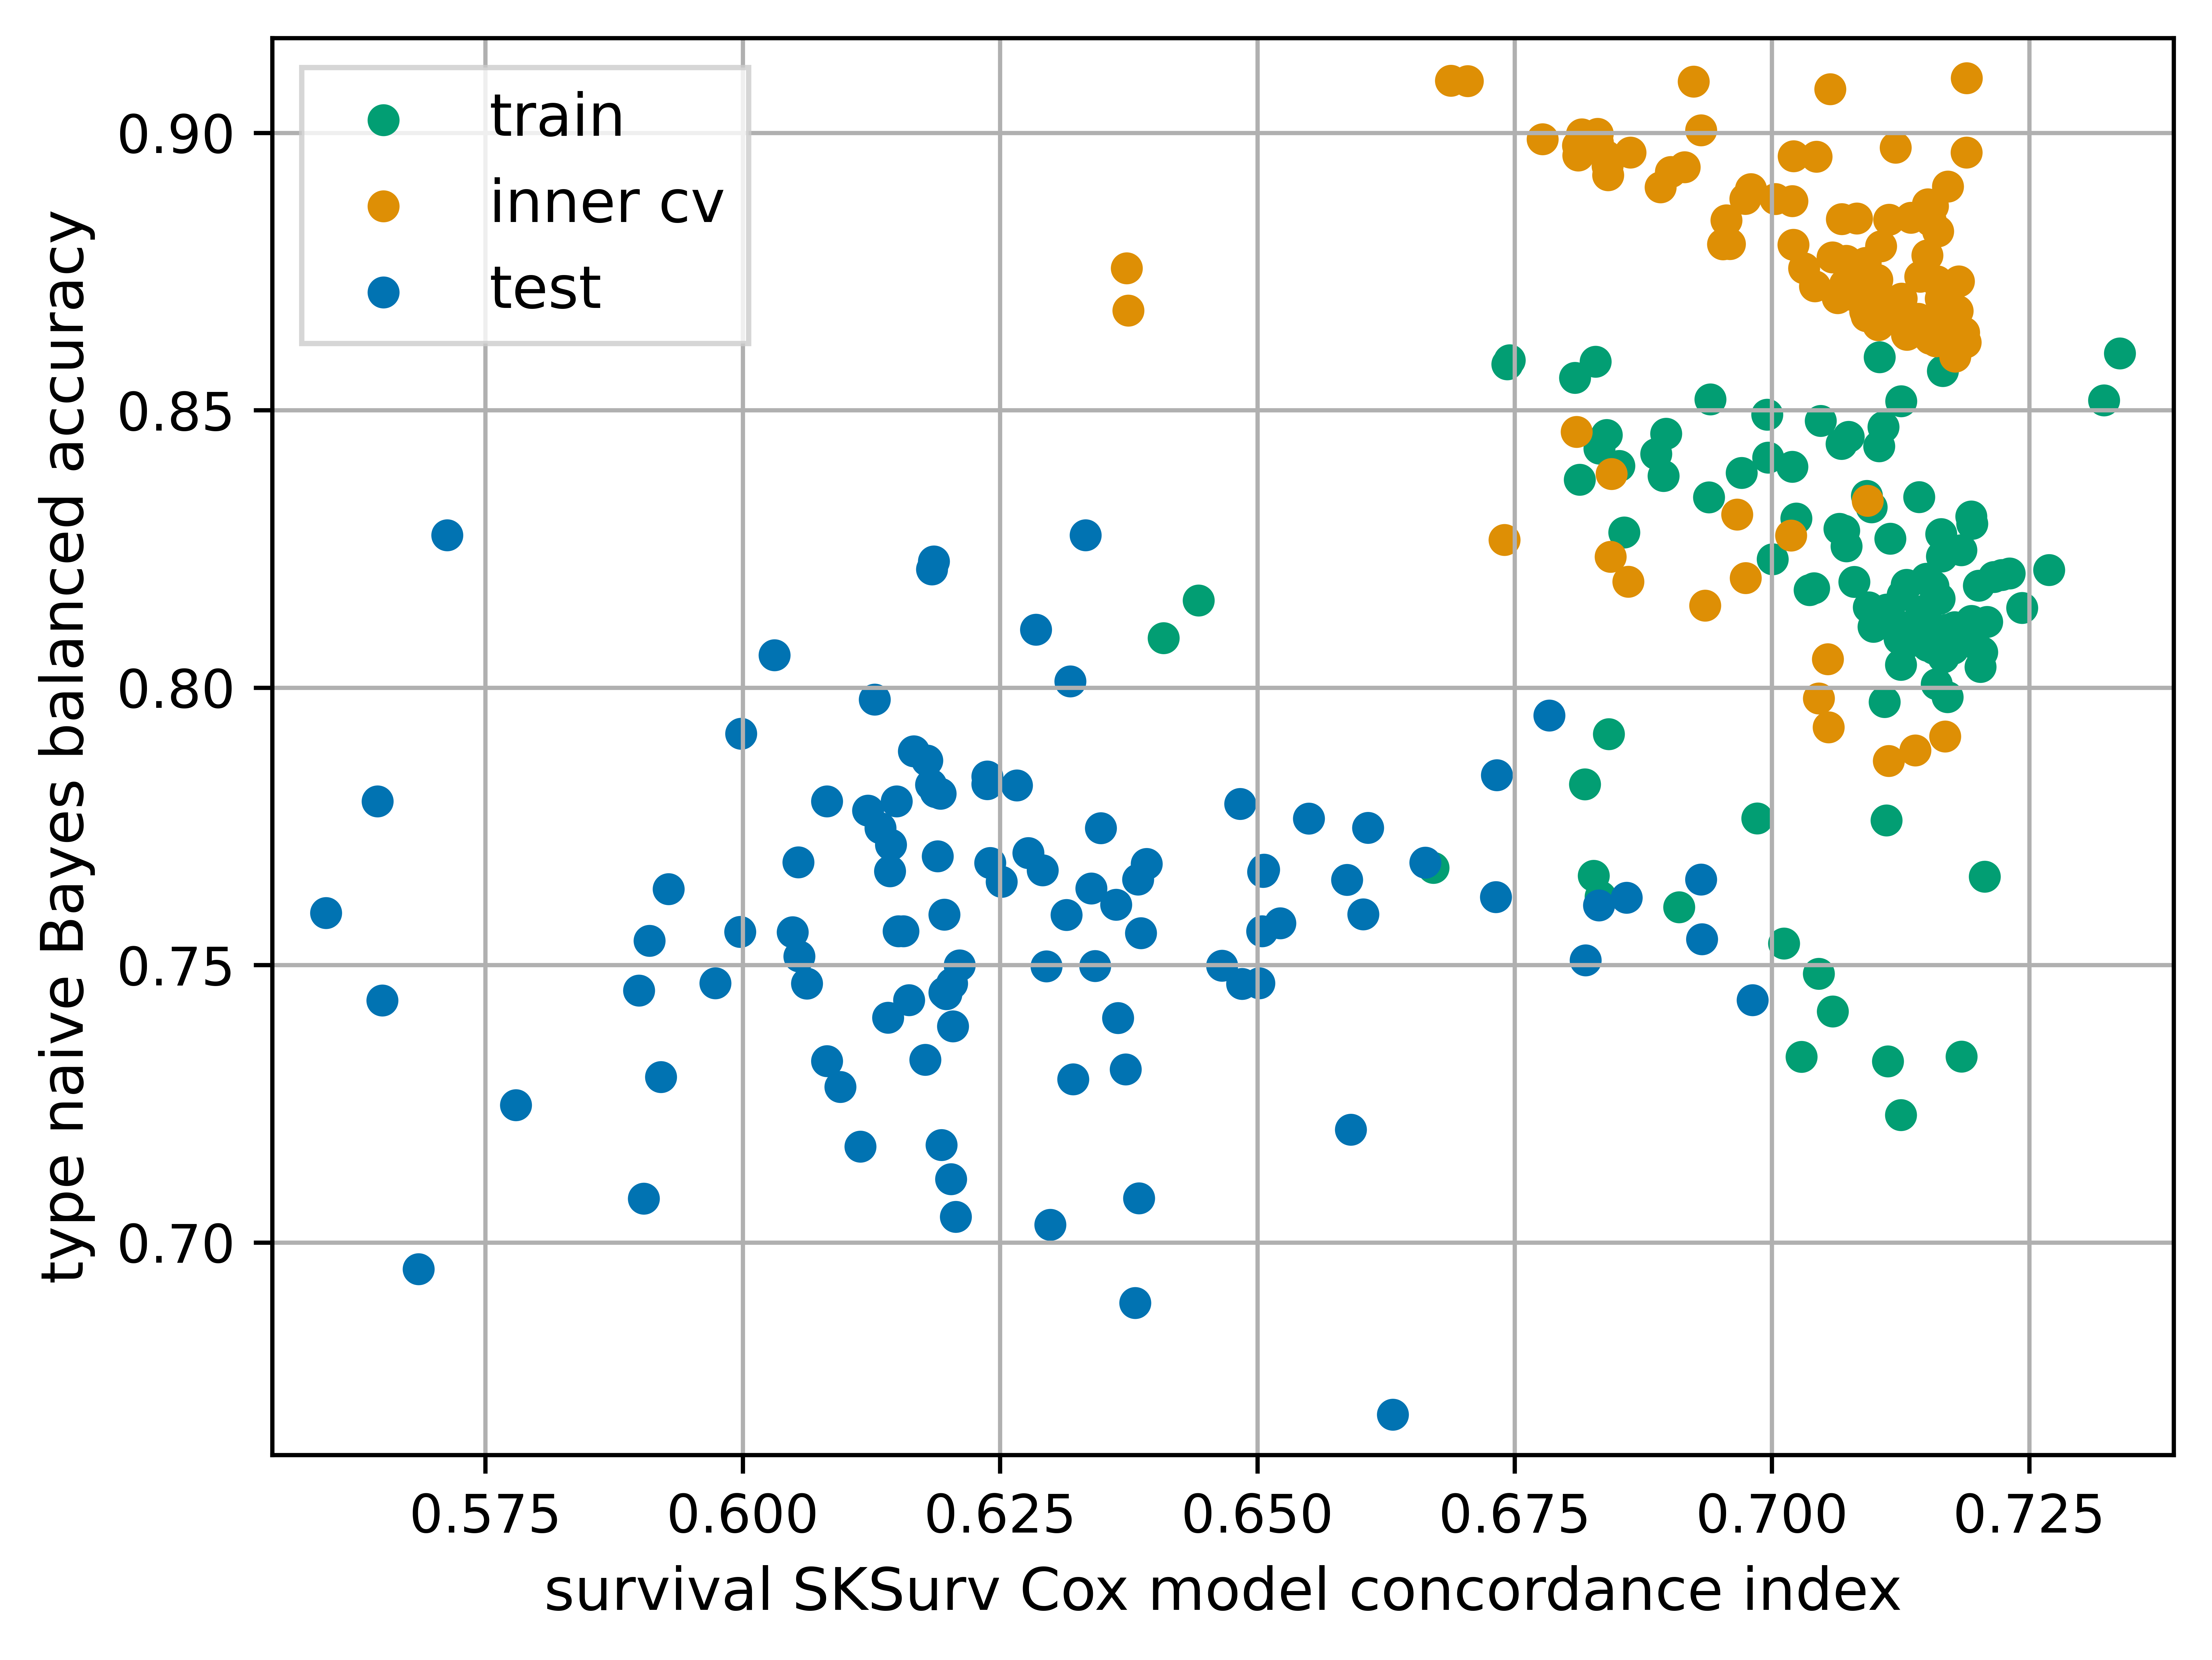 train
inner cv
test
type naive Bayes balanced accuracy
0.90
0.85
0.80
0.75
0.70
0.575 0.600 0.625 0.650 0.675 0.700 0.725
survival SKSurv Cox model concordance index